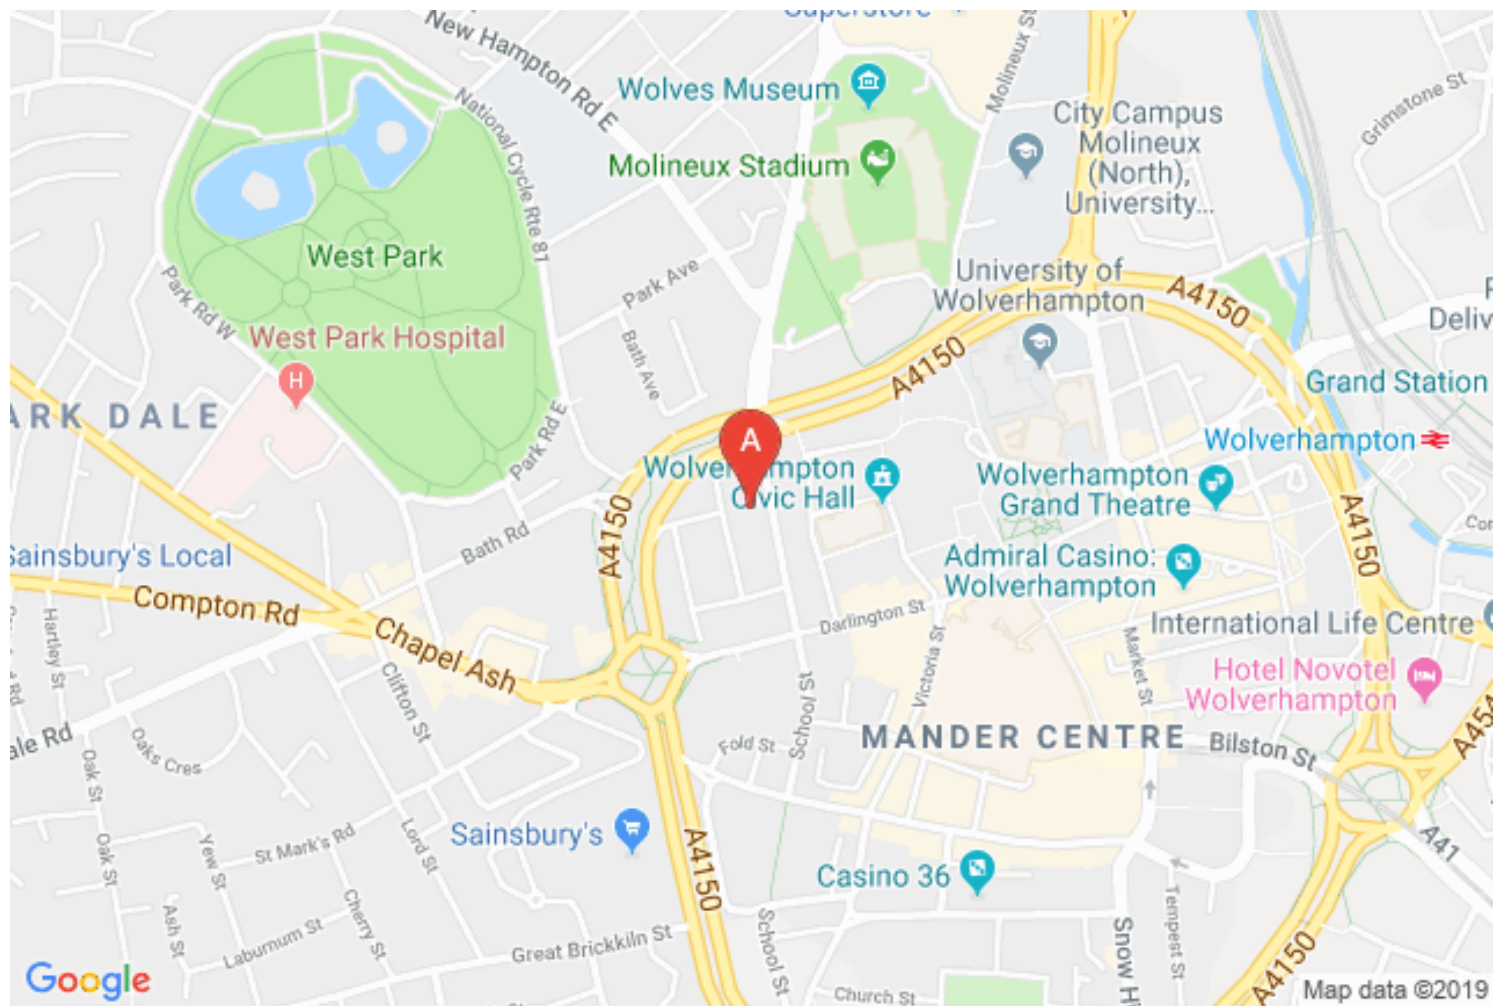 Superstore
New Hampton Rd E
Molineux St
Wolves Museum
Grimstone St
City Campus
Molineux
(North),
University...
National Cycle Rte 81
Molineux Stadium
West Park
Park Ave
University of
Wolverhampton
A4150
Park Rd W
West Park Hospital
H
Bath Ave
A4150
Deliv
Grand Station
ARK DALE
Park Rd E
A
Wolverhampton
Wolverhampton
Civic Hall
Wolverhampton
Grand Theatre
A4150
A4150
Bath Rd
Sainsbury's Local
Admiral Casino:
Wolverhampton
Compton Rd
Chapel Ash
Darlington St
Hartley St
Victoria St
Market St
International Life Centre
Hotel Novotel
Wolverhampton
Clifton St
School St
A454
ale Rd
Oaks Cres
Fold St
MANDER CENTRE
Bilston St
Oak St
Sainsbury's
A4150
A41
St Mark's Rd
Lord St
Yew St
Oak St
Casino 36
Ash St
Cherry St
Laburnum St
Great Brickkiln St
School St
Snow H
Tempest St
A4150
Church St
Google
Map data ©2019